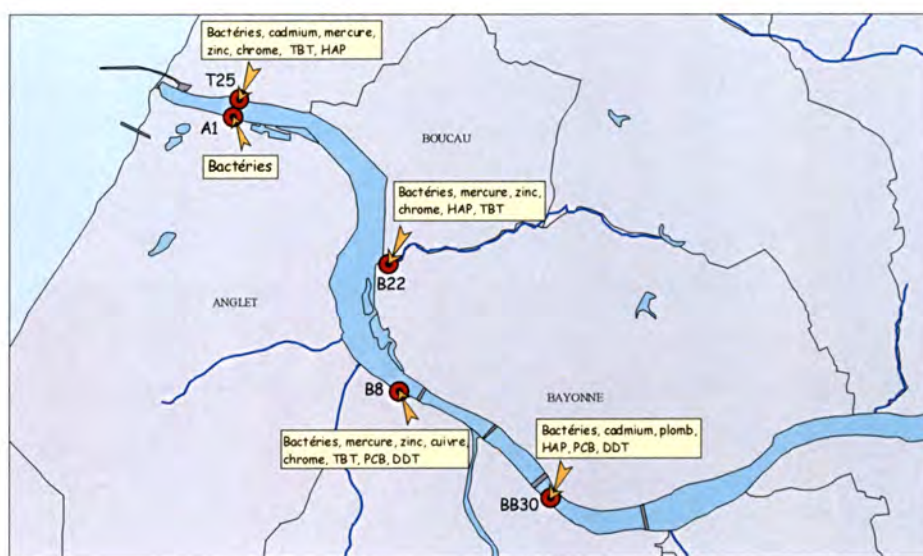 Bactéries, cadmium, mercure,
zinc, chrome, TBT, HAP
T25
A1
Bactéries
BOUCAU
Bactéries, mercure, zinc,
chrome, HAP, TBT
B22
ANGLET
B8
BAYONNE
Bactéries, mercure, zinc, cuivre,
chrome, TBT, PCB, DDT
Bactéries, cadmium, plomb,
HAP, PCB, DDT
BB30